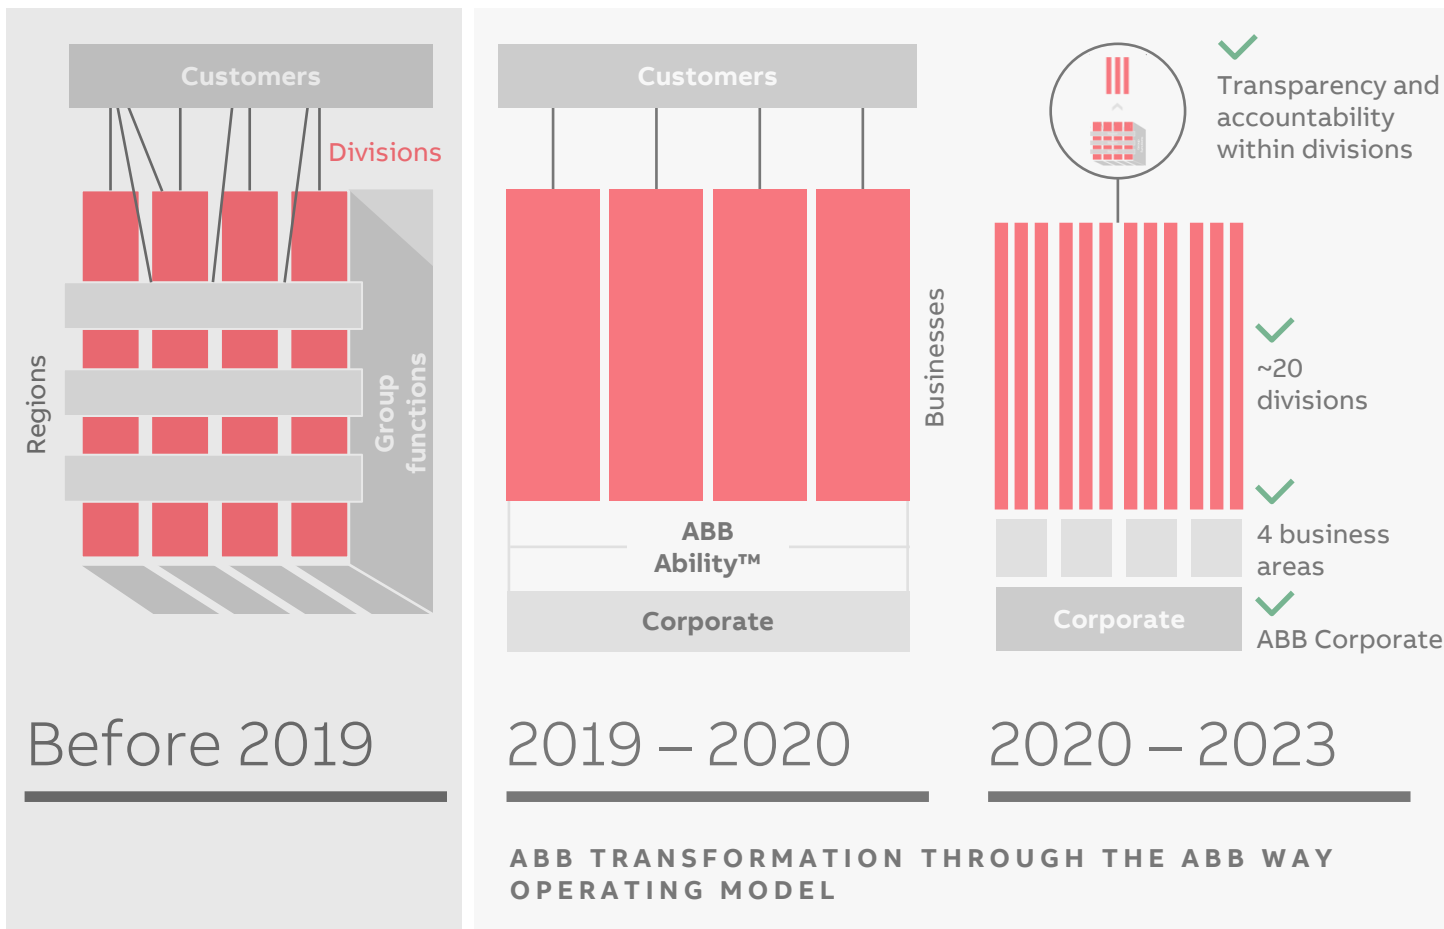 Customers
Divisions
Regions
Group
functions
Before 2019
Customers
Businesses
ABB
Ability™
Corporate
2019 – 2020
Transparency and
accountability
within divisions
~20
divisions
4 business
areas
Corporate
ABB Corporate
2020 – 2023
ABB TRANSFORMATION THROUGH THE ABB WAY
OPERATING MODEL